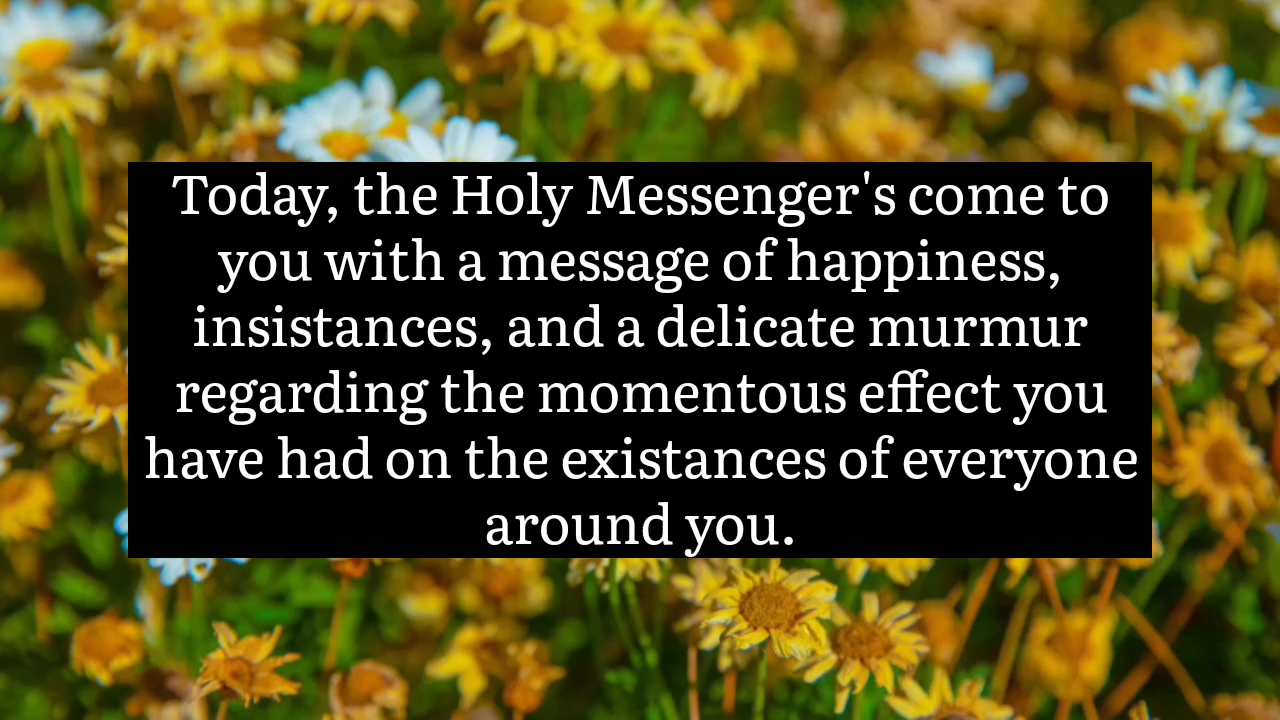 Today, the Holy Messenger's come to
you with a message of happiness,
insistances, and a delicate murmur
regarding the momentous effect you
have had on the existances of everyone
around you.